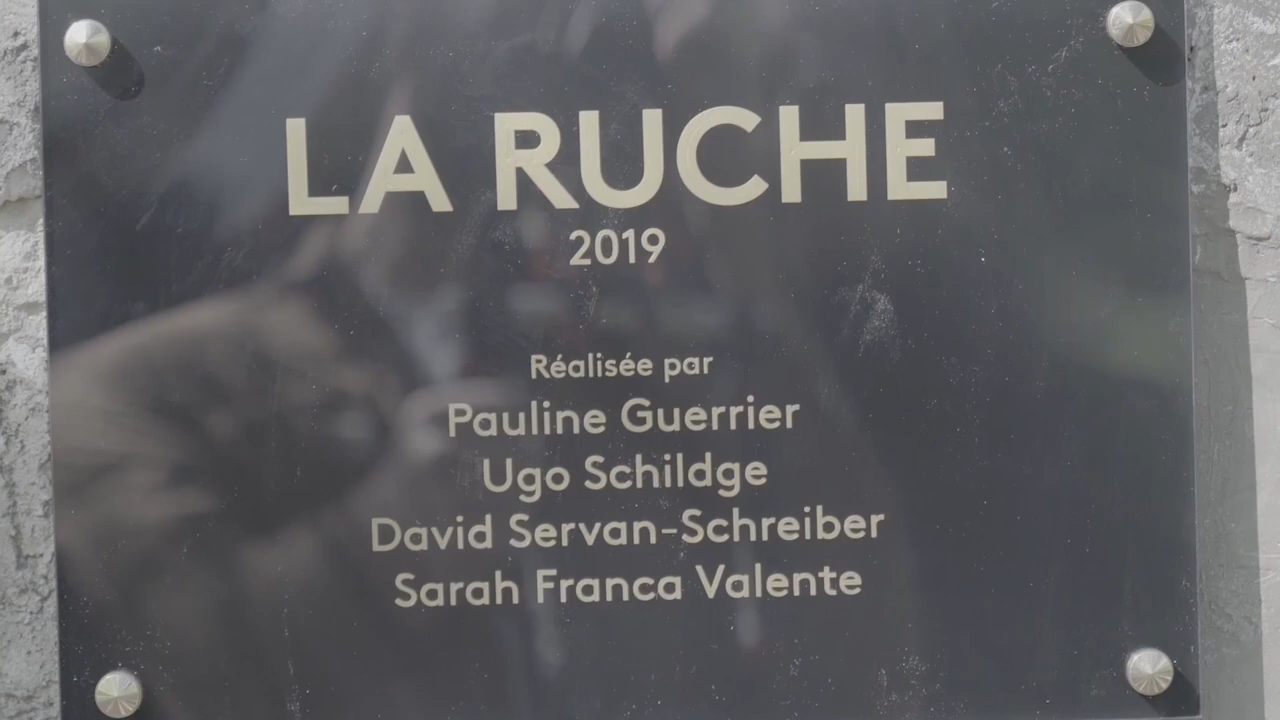 LA RUCHE
2019
Réalisée par
Pauline Guerrier
Ugo Schildge
David Servan-Schreiber
Sarah Franca Valente